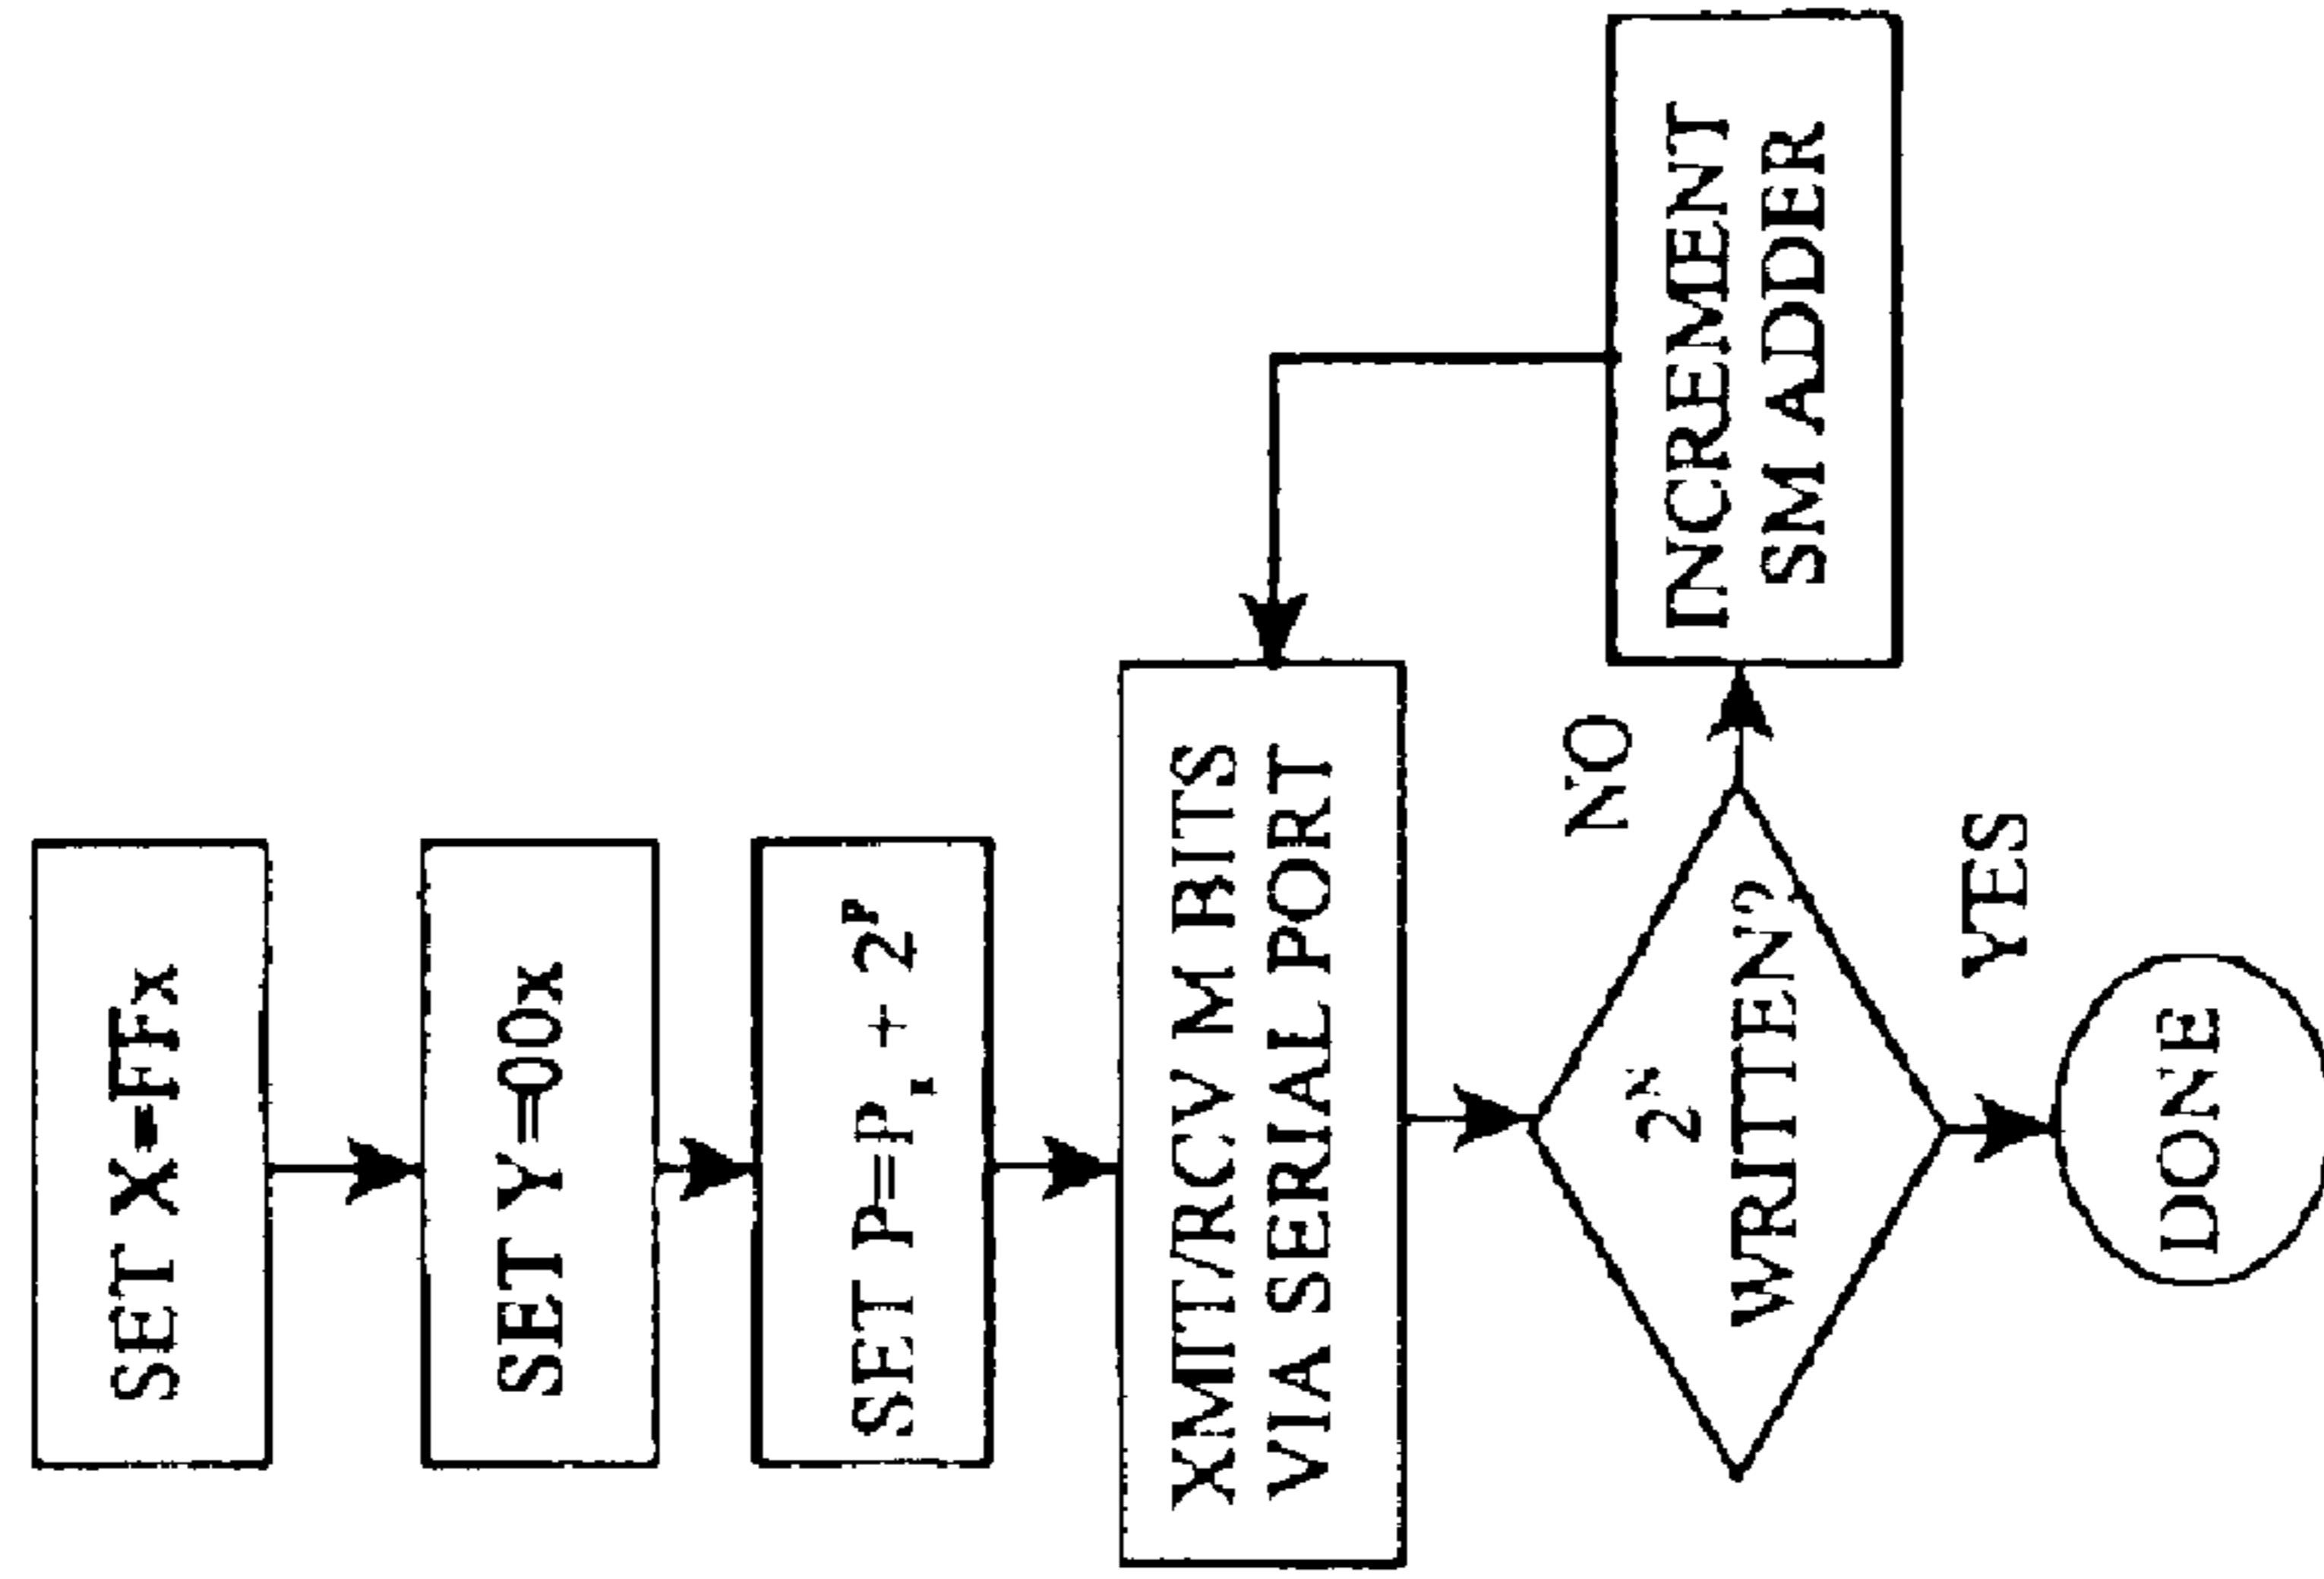 SET X=FFx
SET Y=00x
SET P=P + 2ᴾ
XMIT/RCV M BITS
VIA SERIAL PORT
2ᴺ
WRITTEN?
NO
INCREMENT
SM ADDER
YES
DONE